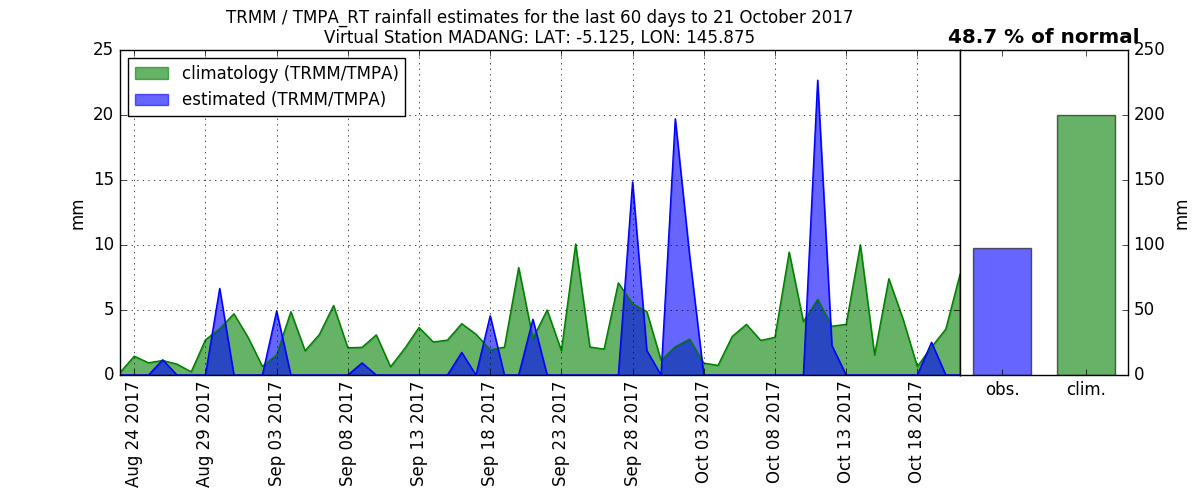 TRMM / TMPA_RT rainfall estimates for the last 60 days to 21 October 2017
Virtual Station MADANG: LAT: -5.125, LON: 145.875
48.7 % of normal
climatology (TRMM/TMPA)
estimated (TRMM/TMPA)
25
20
15
10
5
0
mm
250
200
150
100
50
0
mm
Aug 24 2017
Aug 29 2017
Sep 03 2017
Sep 08 2017
Sep 13 2017
Sep 18 2017
Sep 23 2017
Sep 28 2017
Oct 03 2017
Oct 08 2017
Oct 13 2017
Oct 18 2017
obs.
clim.